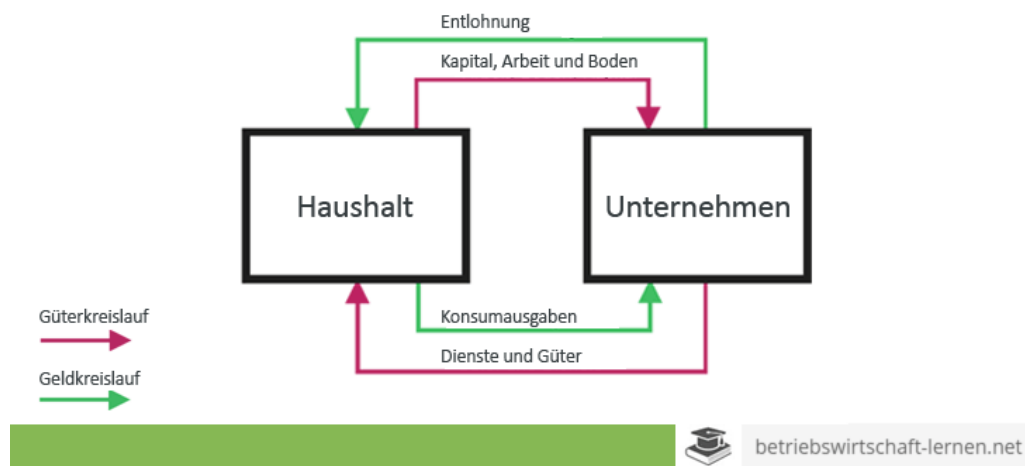 Entlohnung
Kapital, Arbeit und Boden
Haushalt
Unternehmen
Konsumausgaben
Dienste und Güter
Güterkreislauf
Geldkreislauf
betriebswirtschaft-lernen.net